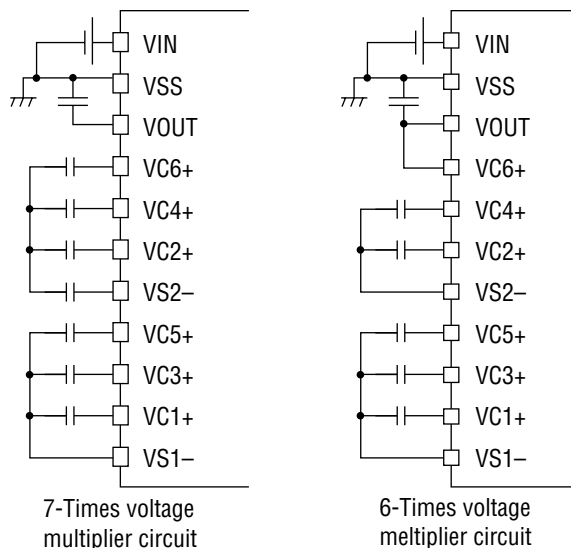 VIN
VSS
VOUT
VC6+
VC4+
VC2+
VS2–
VC5+
VC3+
VC1+
VS1–
7-Times voltage
multiplier circuit
VIN
VSS
VOUT
VC6+
VC4+
VC2+
VS2–
VC5+
VC3+
VC1+
VS1–
6-Times voltage
meltiplier circuit